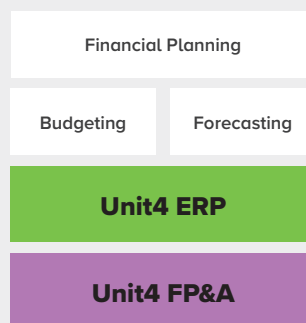 Financial Planning
Budgeting
Forecasting
Unit4 ERP
Unit4 FP&A